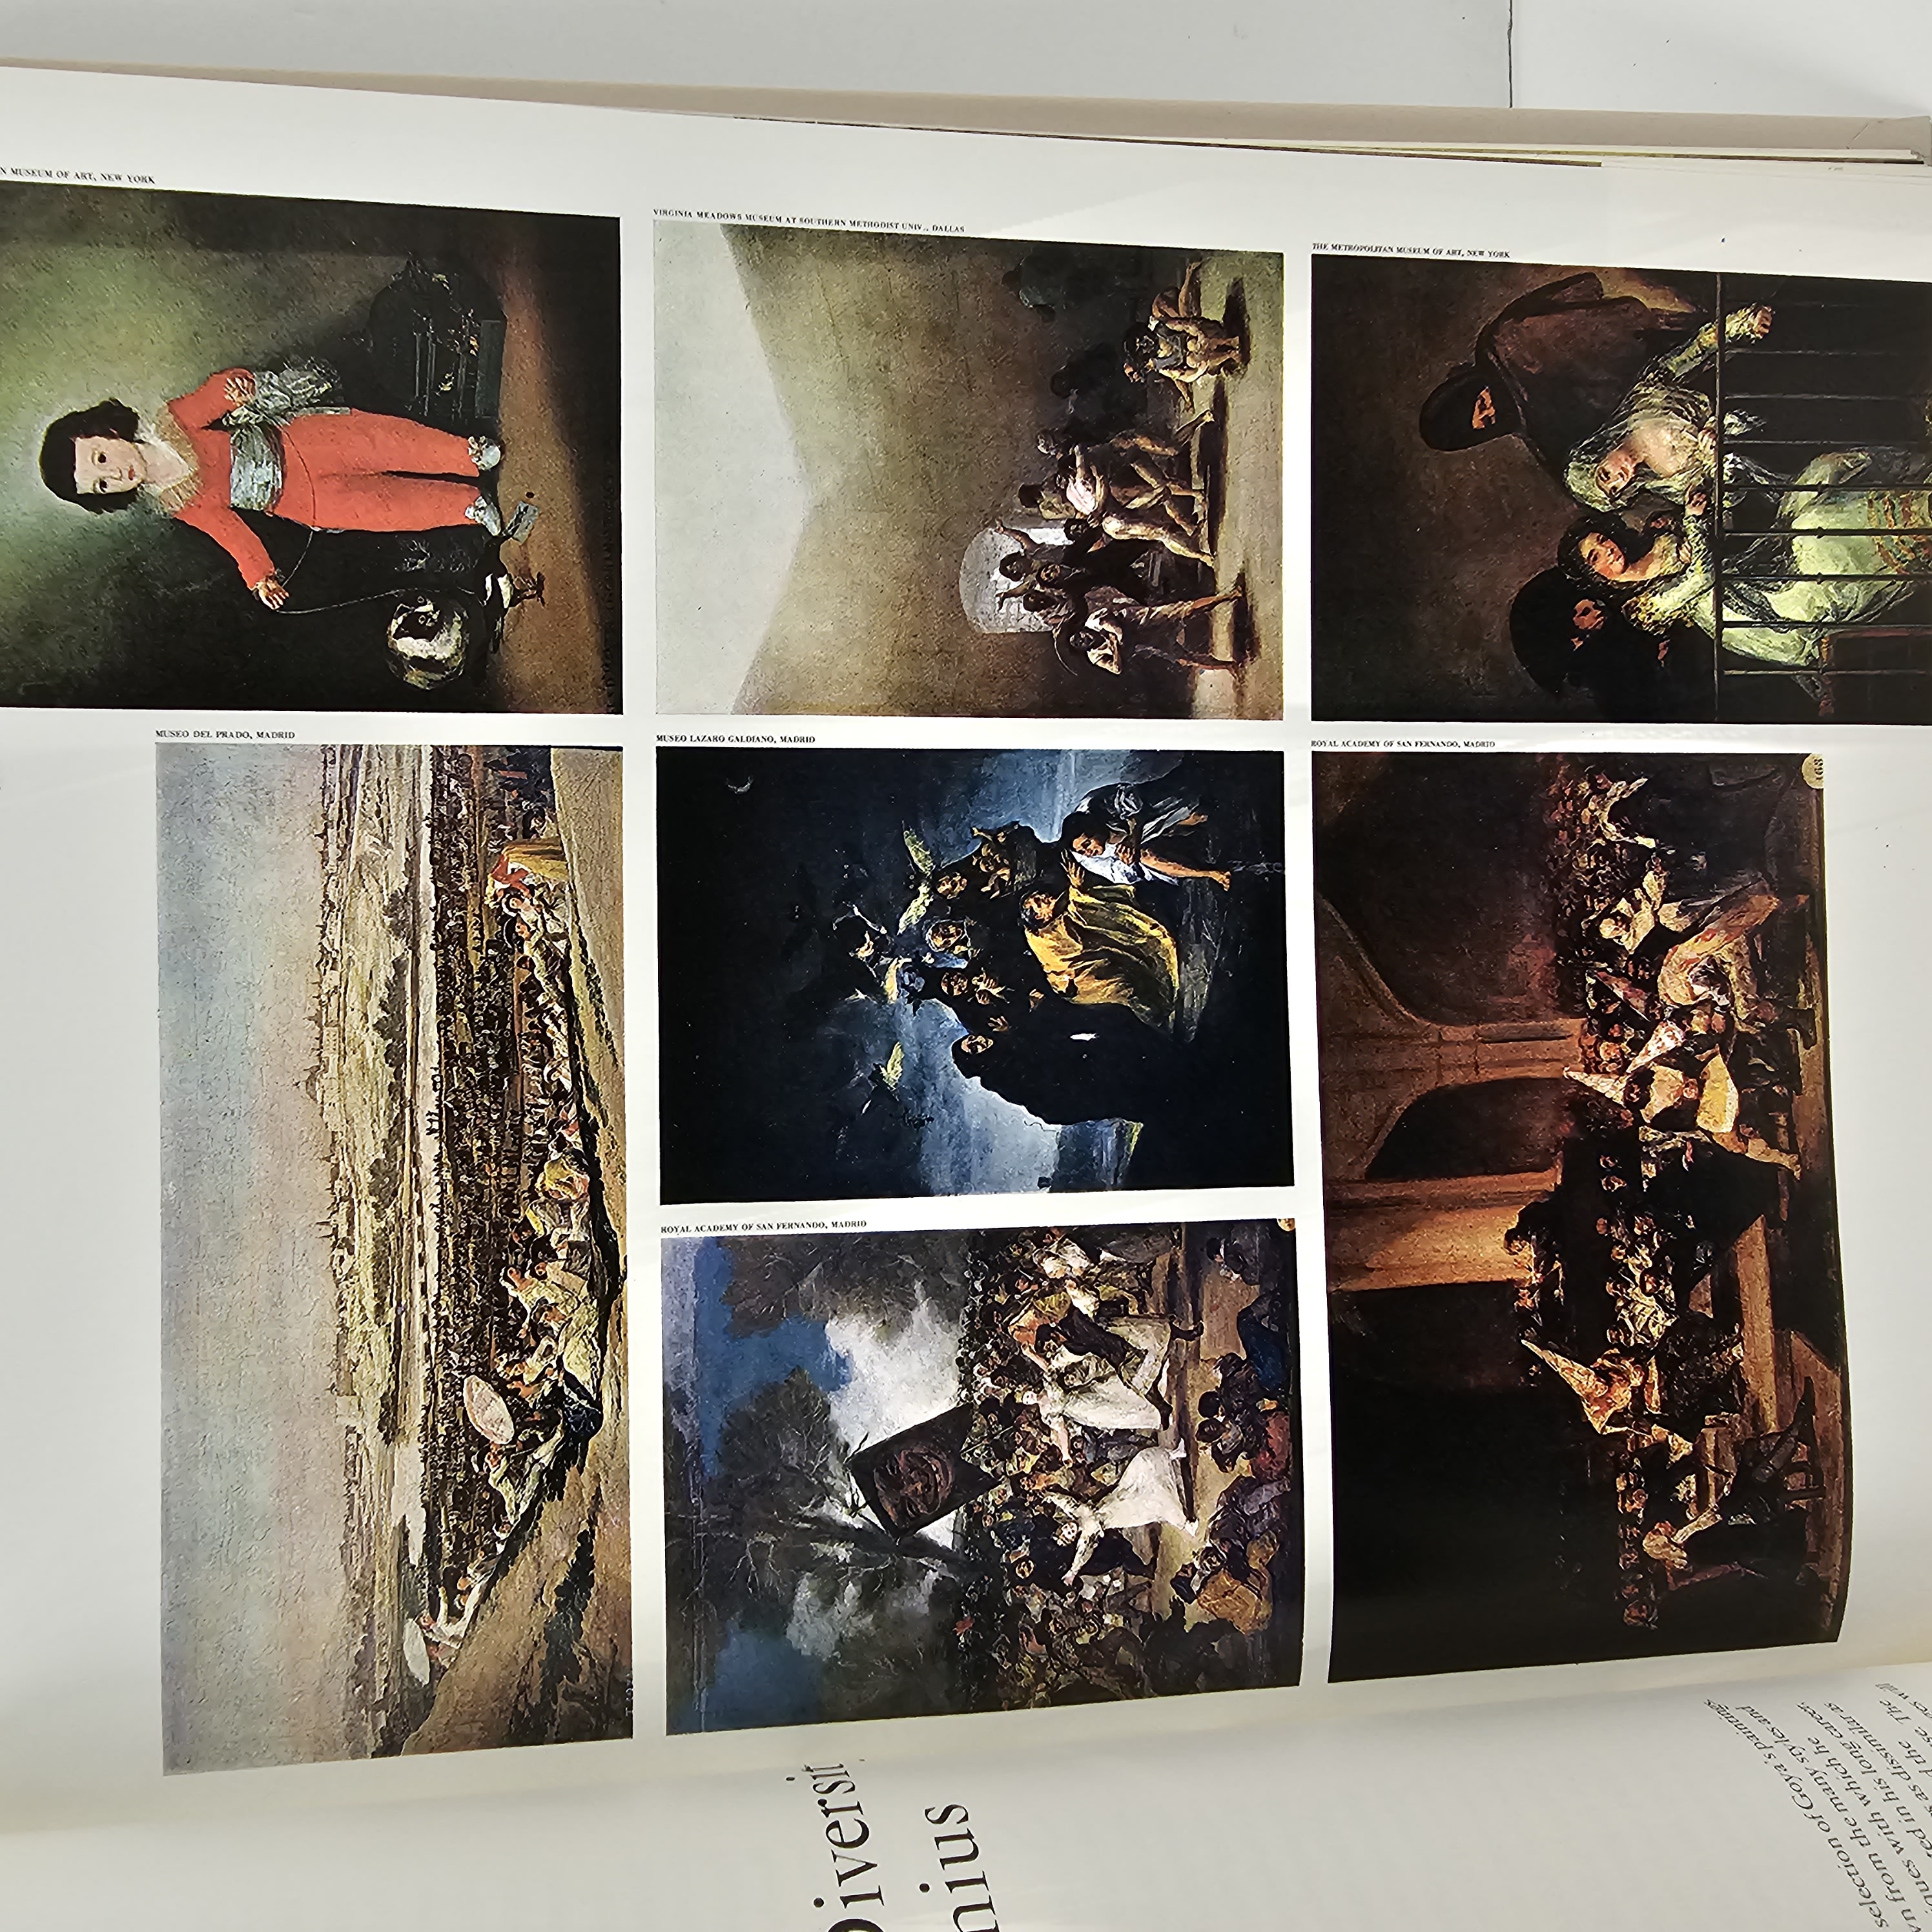 Diversit
nius
selection of Goya's paintings
from the many styles and
with which he
in his long career,
as dissimilar as
the
The
will
MUSEUM OF ART, NEW YORK
MUSEO DEL PRADO, MADRID
ROYAL ACADEMY OF SAN FERNANDO, MADRID
MUSEO LAZARO GALDIANO, MADRID
VIRGINIA MEADOWS MUSEUM AT SOUTHERN METHODIST UNIV., DALLAS
ROYAL ACADEMY OF SAN FERNANDO, MADRID
THE METROPOLITAN MUSEUM OF ART, NEW YORK